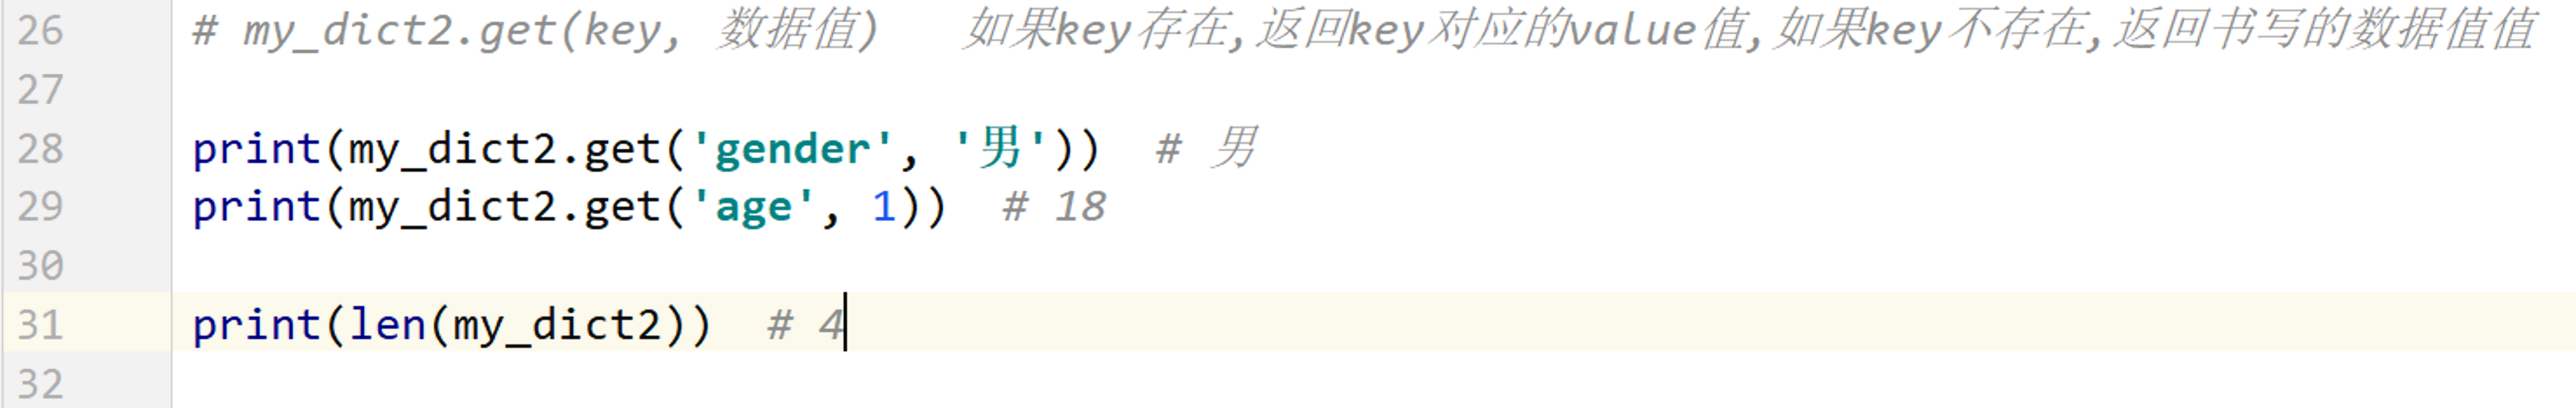 26 # my_dict2.get(key, 数据值)   如果key存在,返回key对应的value值,如果key不存在,返回书写的数据值值
27
28 print(my_dict2.get('gender', '男'))  # 男
29 print(my_dict2.get('age', 1))  # 18
30
31 print(len(my_dict2))  # 4
32